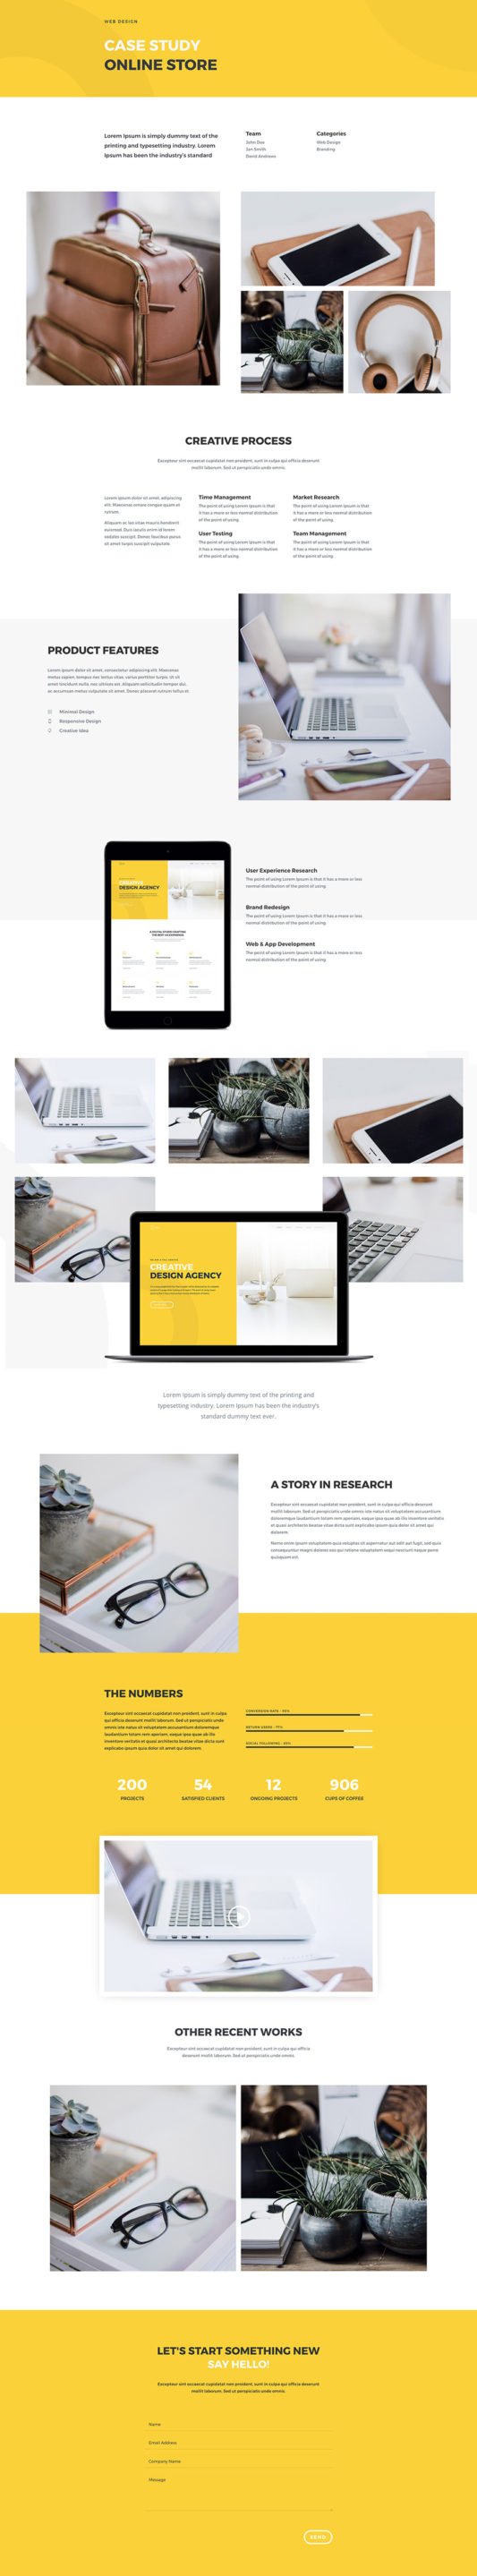 WEB DESIGN
CASE STUDY
ONLINE STORE
Lorem Ipsum is simply dummy text of the
printing and typesetting industry. Lorem
Ipsum has been the industry's standard
Team
John Doe
Jan Smith
David Andrews
Categories
Web Design
Branding
CREATIVE PROCESS
Excepteur sint occaecat cupidatat non proident, sunt in culpa qui officia deserunt
mollit laborum. Sed ut perspiciatis unde omnis.
Lorem ipsum dolor sit amet, adipiscing
elit. Maecenas ornare congue quam et
rutrum.
Aliquam ac leo vitae mauris hendrerit
euismod. Duis iaculis enim id lorem
sodales suscipit. Donec faucibus purus
sit amet turpis suscipit vulputate.
Time Management
The point of using Lorem Ipsum is that
it has a more or less normal distribution
of the point of using
Market Research
The point of using Lorem Ipsum is that
it has a more or less normal distribution
of the point of using
User Testing
The point of using Lorem Ipsum is that
it has a more or less normal distribution
of the point of using
Team Management
The point of using Lorem Ipsum is that
it has a more or less normal distribution
of the point of using
PRODUCT FEATURES
Lorem ipsum dolor sit amet, consectetur adipiscing elit. Maecenas
metus sapien, tempus nec lectus vitae, varius porttitor turpis. Ut sit
amet tincidunt nulla, nec ultrices est. Aliquam sollicitudin tempor dui,
ac accumsan metus vulputate sit amet. Donec placerat rutrum tellus et.
Minimal Design
Responsive Design
Creative Idea
DESIGN AGENCY
A DIGITAL STUDIO CRAFTING
THE BEST UX EXPERIENCE
User Experience Research
The point of using Lorem Ipsum is that it has a more or less
normal distribution of the point of using
Brand Redesign
The point of using Lorem Ipsum is that it has a more or less
normal distribution of the point of using
Web & App Development
The point of using Lorem Ipsum is that it has a more or less
normal distribution of the point of using
CREATIVE
DESIGN AGENCY
Lorem Ipsum is simply dummy text of the printing and
typesetting industry. Lorem Ipsum has been the industry's
standard dummy text ever.
A STORY IN RESEARCH
Excepteur sint occaecat cupidatat non proident, sunt in culpa qui officia deserunt
mollit laborum. Sed ut perspiciatis unde omnis iste natus sit voluptatem accusantium
doloremque laudantium totam rem aperiam, eaque ipsa quae ab illo inventore veritatis
et quasi architecto beatae vitae dicta sunt explicabo ipsum quia dolor sit amet qui
dolorem.
Nemo enim ipsam voluptatem quia voluptas sit aspernatur aut odit aut fugit, sed quia
consequuntur magni dolores eos qui ratione voluptatem sequi nesciunt neque porro
quisquam est.
THE NUMBERS
Excepteur sint occaecat cupidatat non proident, sunt in culpa
qui officia deserunt mollit laborum. Sed ut perspiciatis unde
omnis iste natus sit voluptatem accusantium doloremque
laudantium totam rem aperiam, eaque ipsa quae ab illo
inventore veritatis et quasi architecto beatae vitae dicta sunt
explicabo ipsum quia dolor sit amet qui dolorem.
CONVERSION RATE -
RETURN USERS -
SOCIAL FOLLOWING -
200
PROJECTS
54
SATISFIED CLIENTS
12
ONGOING PROJECTS
906
CUPS OF COFFEE
OTHER RECENT WORKS
Excepteur sint occaecat cupidatat non proident, sunt in culpa qui officia
deserunt mollit laborum. Sed ut perspiciatis unde omnis.
LET'S START SOMETHING NEW
SAY HELLO!
Excepteur sint occaecat cupidatat non proident, sunt in culpa qui officia deserunt
mollit laborum. Sed ut perspiciatis unde omnis.
Name
Email Address
Company Name
Message
SEND